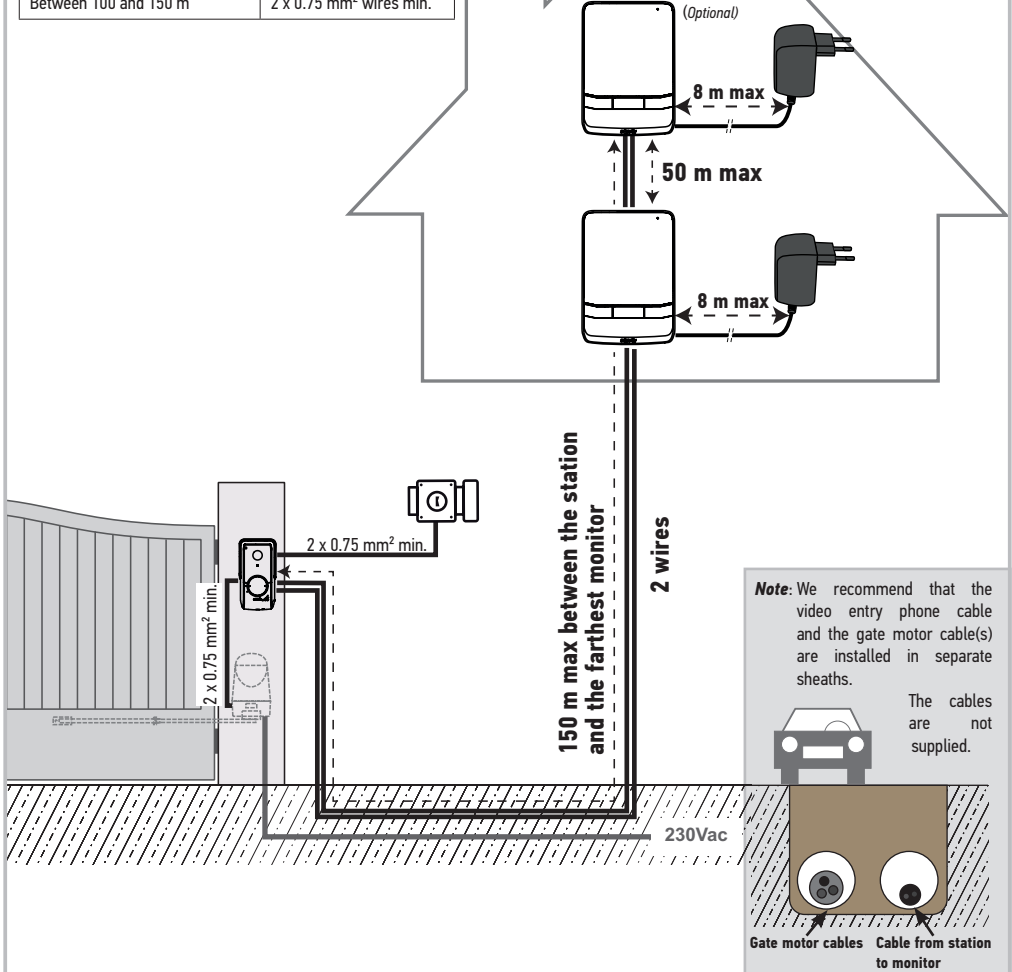 Between 100 and 150 m 2 x 0.75 mm² wires min.
(Optional)
8 m max
50 m max
8 m max
150 m max between the station
and the farthest monitor
2 wires
2 x 0.75 mm² min.
2 x 0.75 mm² min.
Note: We recommend that the
video entry phone cable
and the gate motor cable(s)
are installed in separate
sheaths.
The cables
are not
supplied.
230Vac
Gate motor cables
Cable from station
to monitor